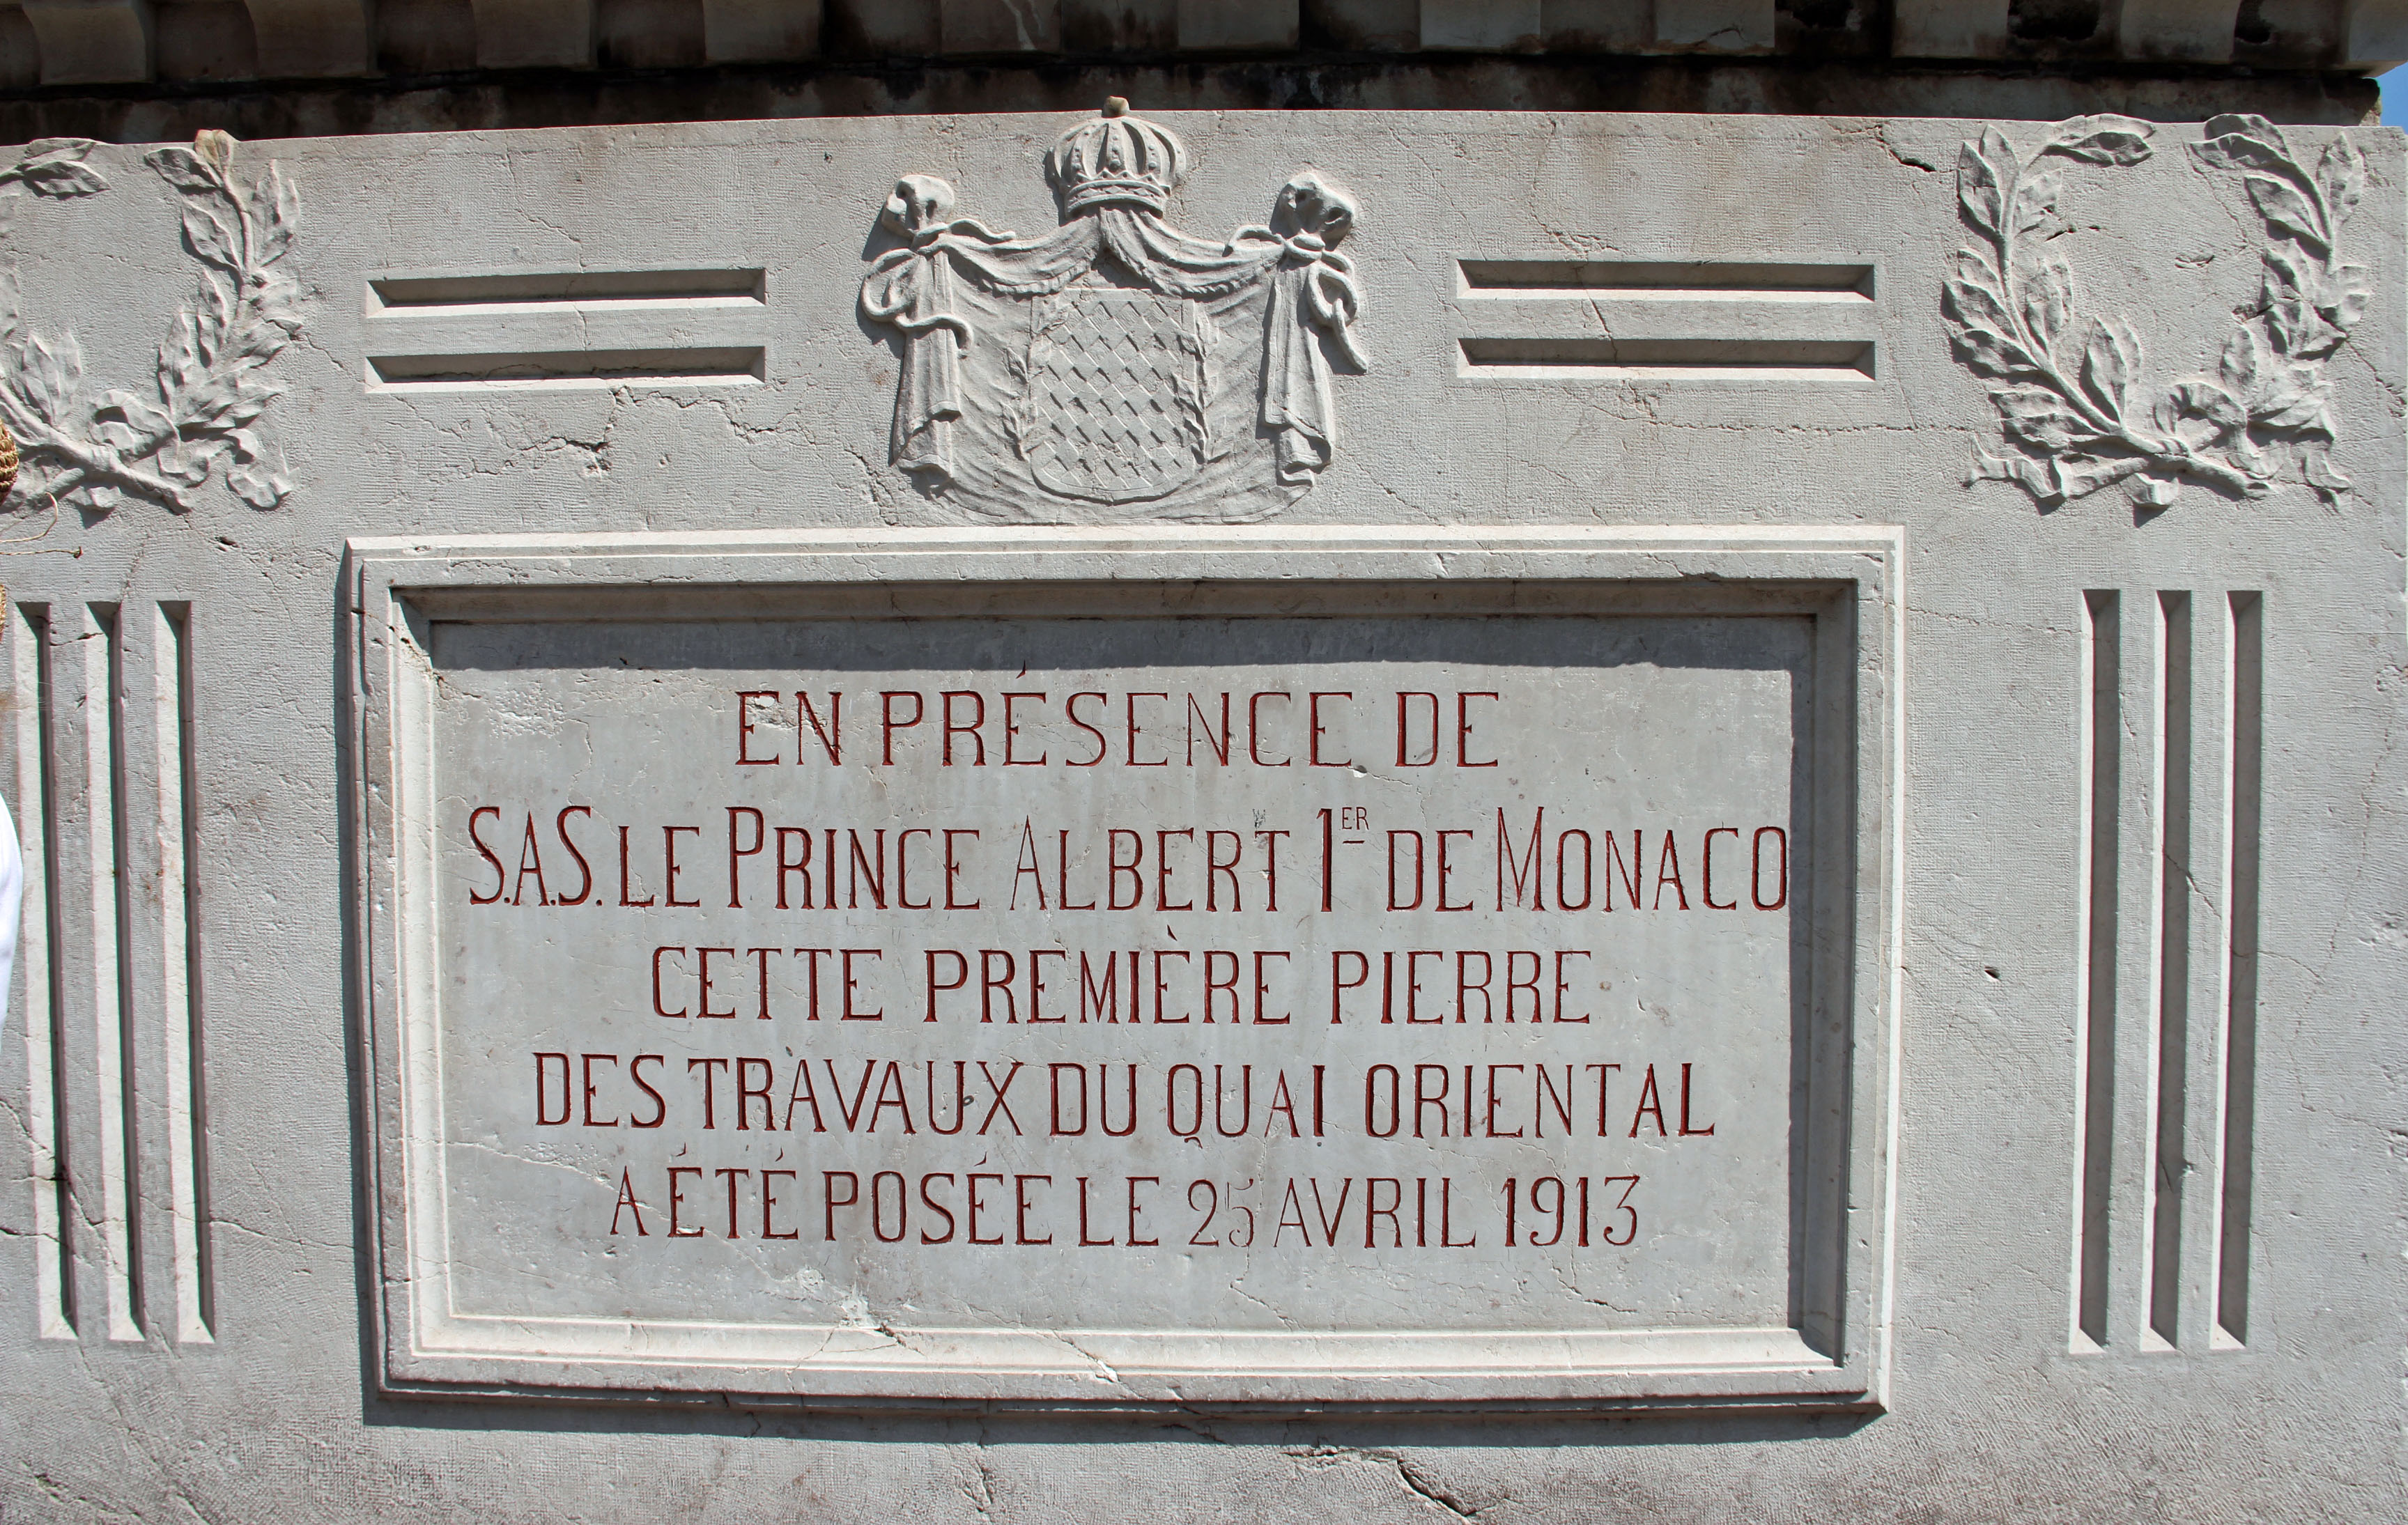 EN PRÉSENCE DE
S.A.S. LE PRINCE ALBERT 1ER DE MONACO
CETTE PREMIÈRE PIERRE
DES TRAVAUX DU QUAI ORIENTAL
A ÉTÉ POSÉE LE 25 AVRIL 1913